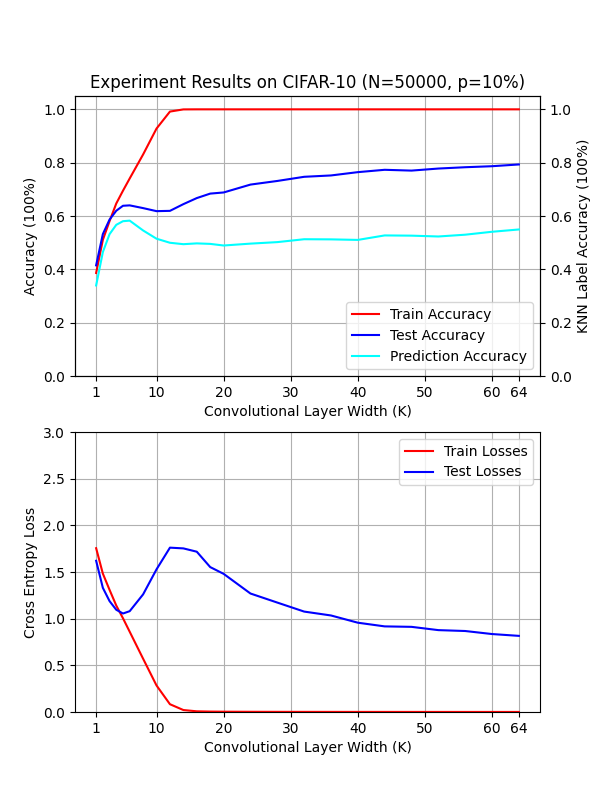 Experiment Results on CIFAR-10 (N=50000, p=10%)
1.0
0.8
0.6
0.4
0.2
0.0
Accuracy (100%)
1.0
0.8
0.6
0.4
0.2
0.0
KNN Label Accuracy (100%)
Train Accuracy
Test Accuracy
Prediction Accuracy
1 10 20 30 40 50 60 64
Convolutional Layer Width (K)
3.0
2.5
2.0
1.5
1.0
0.5
0.0
Cross Entropy Loss
Train Losses
Test Losses
1 10 20 30 40 50 60 64
Convolutional Layer Width (K)